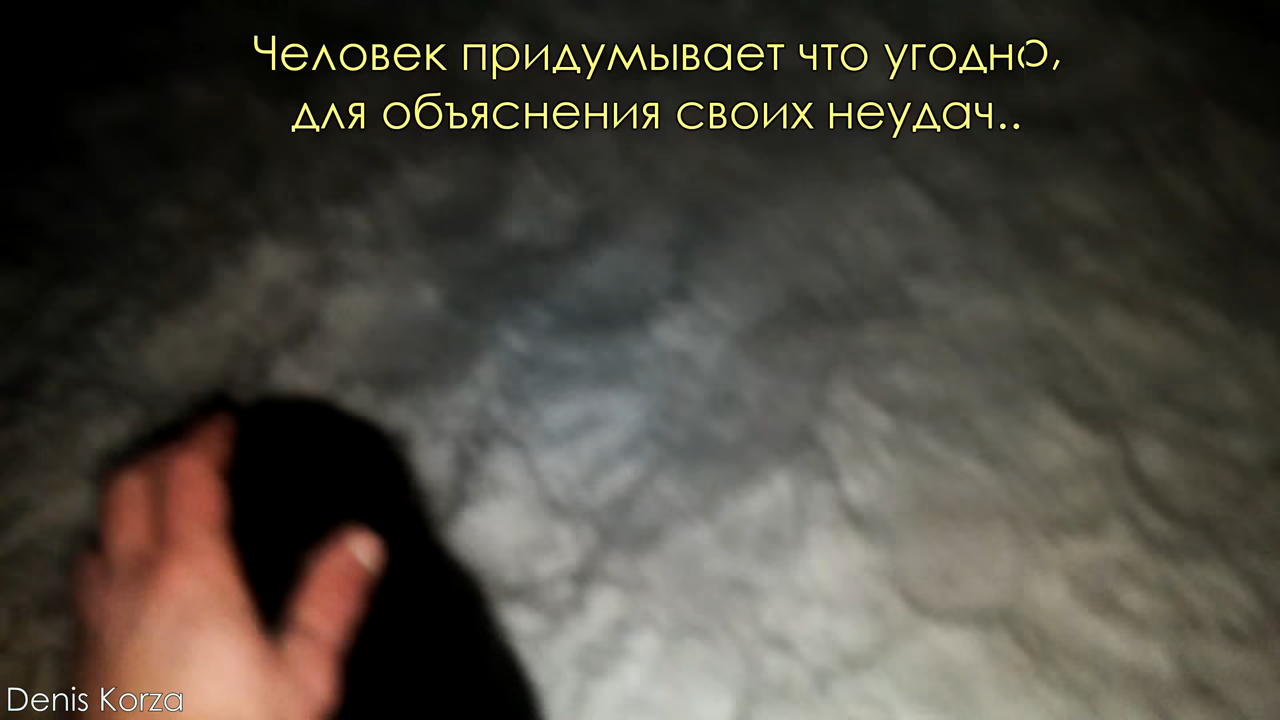 Человек придумывает что угодно,
для объяснения своих неудач..
Denis Korza